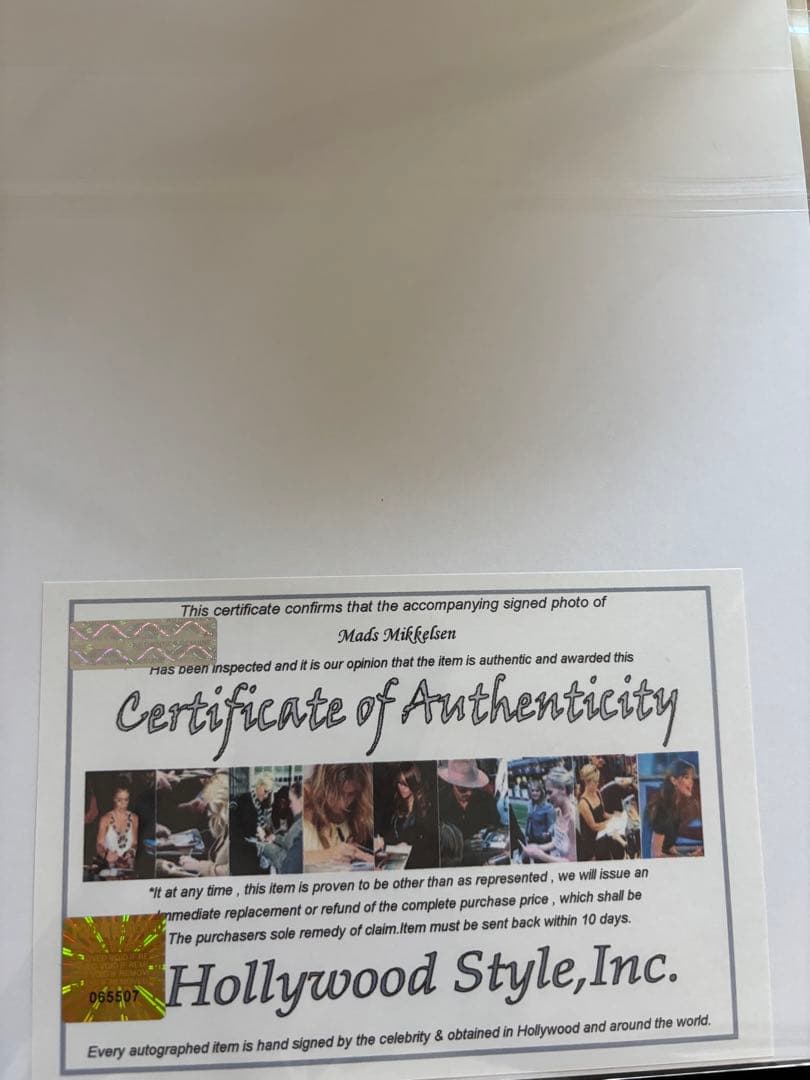 This certificate confirms that the accompanying signed photo of
Mads Mikkelsen
Has been inspected and it is our opinion that the item is authentic and awarded this
Certificate of Authenticity
"It at any time , this item is proven to be other than as represented , we will issue an
Immediate replacement or refund of the complete purchase price , which shall be
The purchasers sole remedy of claim.Item must be sent back within 10 days.
065507
Hollywood Style,Inc.
Every autographed item is hand signed by the celebrity & obtained in Hollywood and around the world.